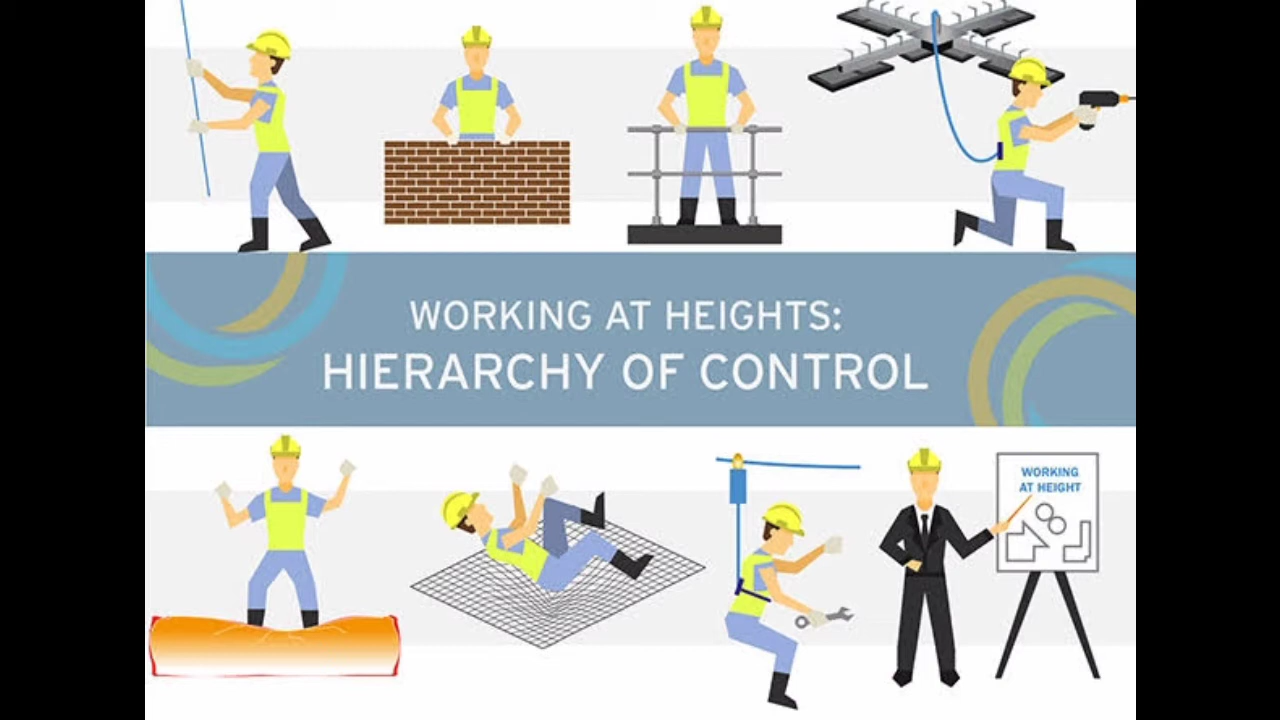 WORKING AT HEIGHTS:
HIERARCHY OF CONTROL
WORKING
AT HEIGHT